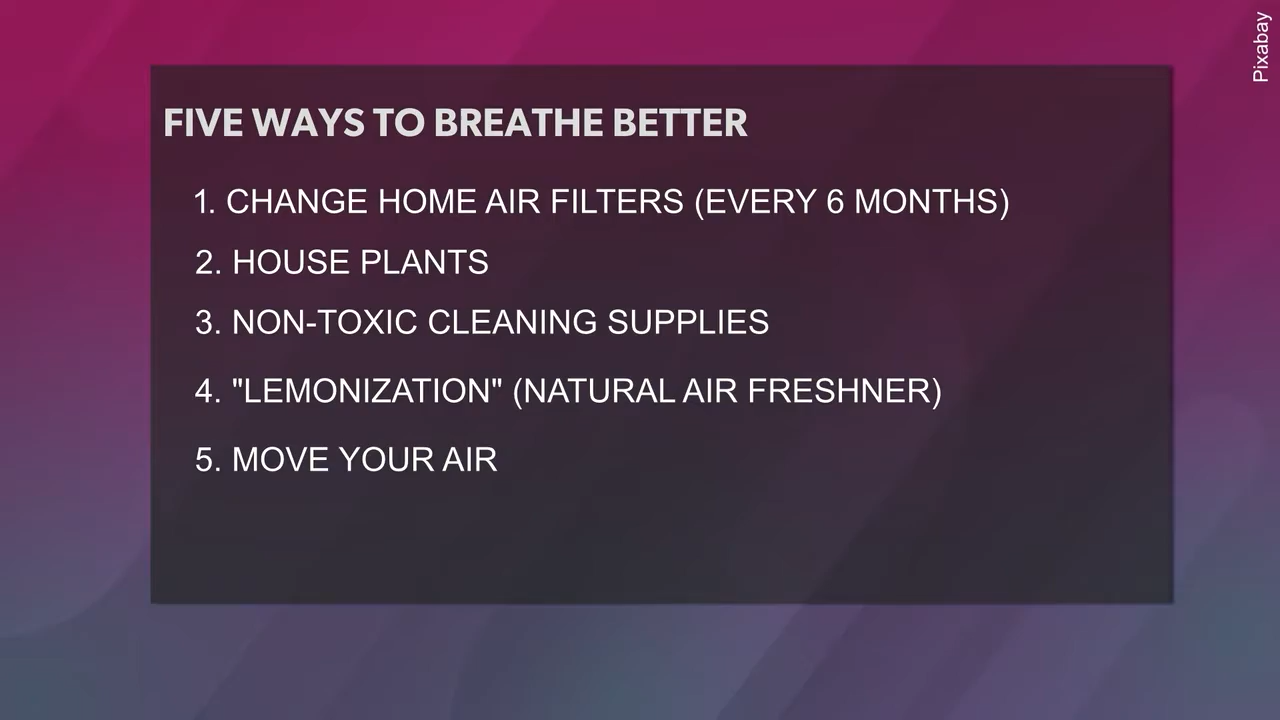 Pixabay
FIVE WAYS TO BREATHE BETTER
1. CHANGE HOME AIR FILTERS (EVERY 6 MONTHS)
2. HOUSE PLANTS
3. NON-TOXIC CLEANING SUPPLIES
4. "LEMONIZATION" (NATURAL AIR FRESHNER)
5. MOVE YOUR AIR